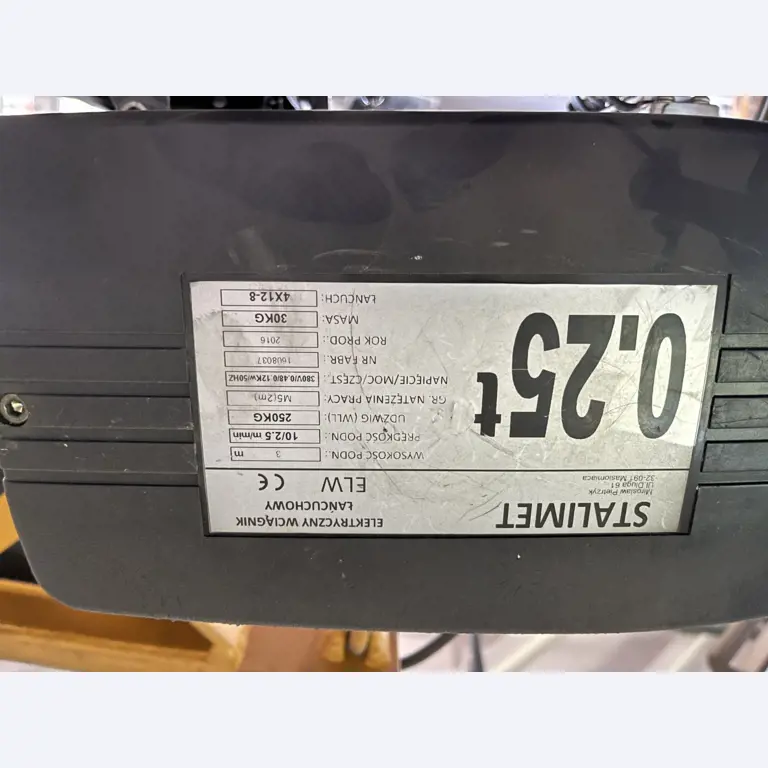 STALIMET
Mirosław Pietrzyk
Ul.Długa 61
32-091 Masłomiąca
ELEKTRYCZNY WCIĄGNIK
ŁAŃCUCHOWY
ELW CE
0,25t
WYSOKOŚĆ PODN.: 3 m
PRĘDKOŚĆ PODN.: 10/2.5 m/min
UDŹWIG (WLL): 250KG
GR. NATĘŻENIA PRACY: M5(2m)
NAPIĘCIE/MOC/CZĘST.: 380V/0.48/0.12Kw/50HZ
NR FABR.: 1608037
ROK PROD.: 2016
MASA: 30KG
ŁAŃCUCH: 4X12-8